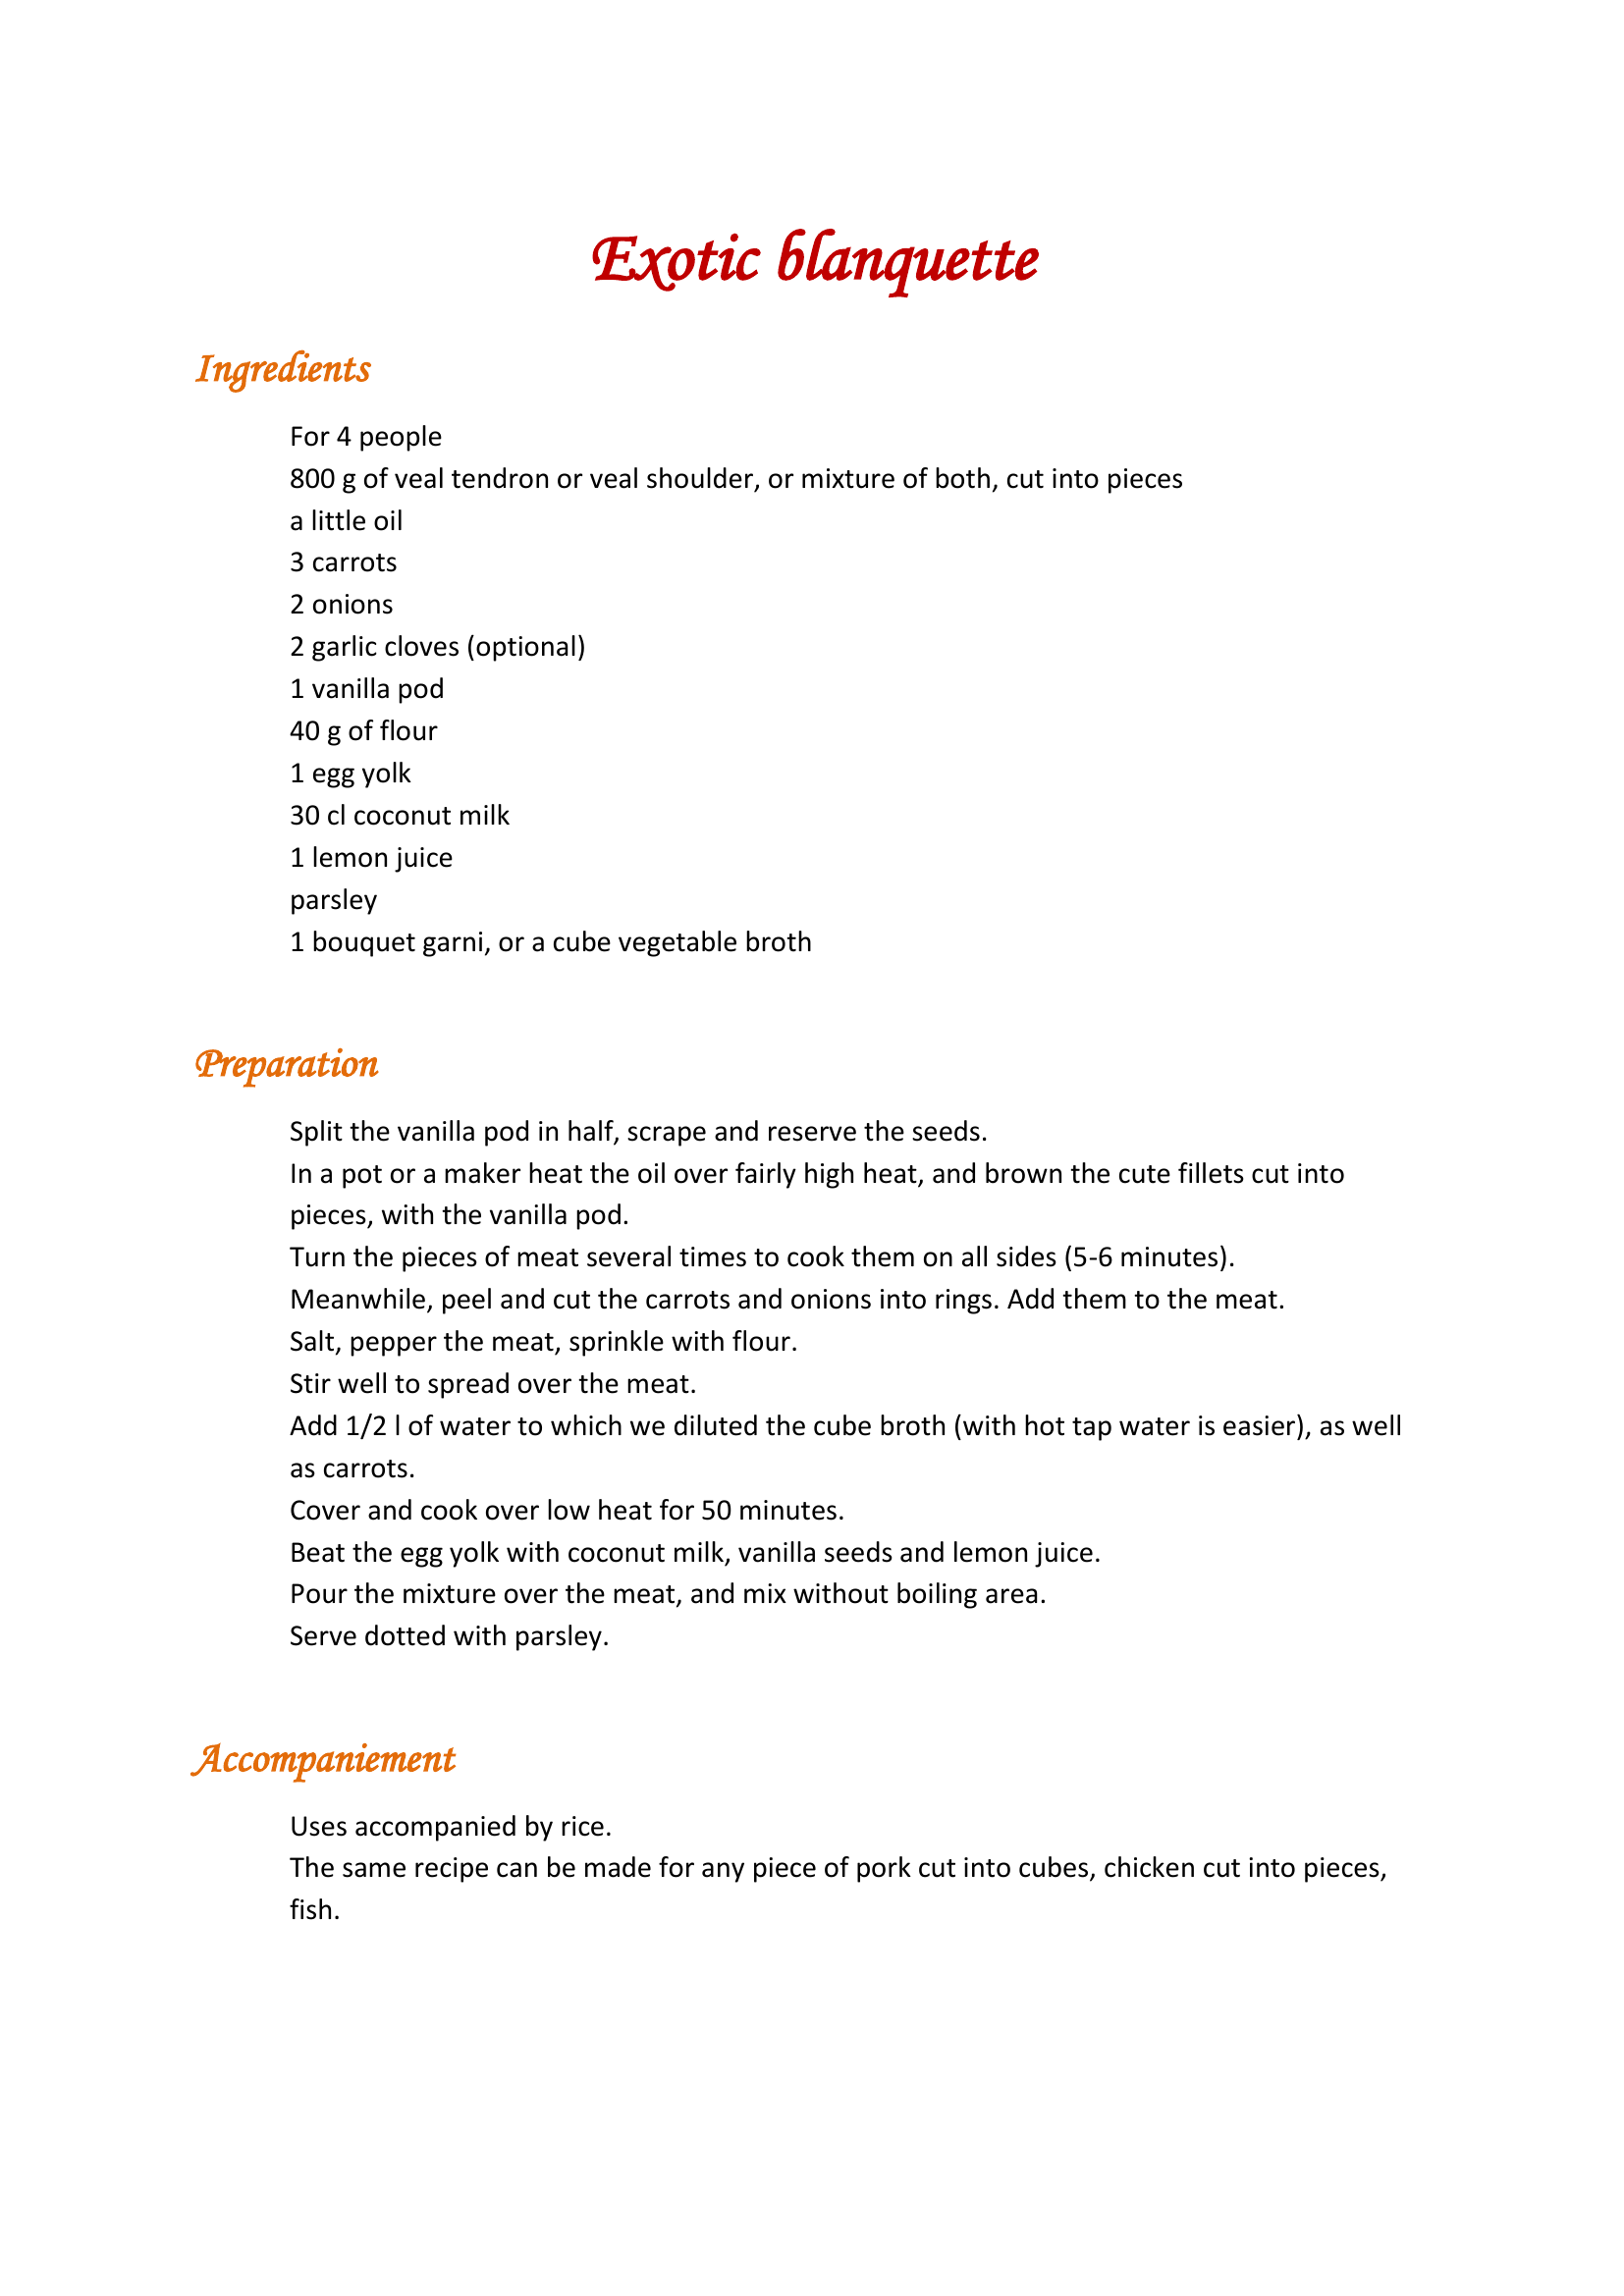 Exotic blanquette
Ingredients
For 4 people
800 g of veal tendron or veal shoulder, or mixture of both, cut into pieces
a little oil
3 carrots
2 onions
2 garlic cloves (optional)
1 vanilla pod
40 g of flour
1 egg yolk
30 cl coconut milk
1 lemon juice
parsley
1 bouquet garni, or a cube vegetable broth
Preparation
Split the vanilla pod in half, scrape and reserve the seeds.
In a pot or a maker heat the oil over fairly high heat, and brown the cute fillets cut into
pieces, with the vanilla pod.
Turn the pieces of meat several times to cook them on all sides (5-6 minutes).
Meanwhile, peel and cut the carrots and onions into rings. Add them to the meat.
Salt, pepper the meat, sprinkle with flour.
Stir well to spread over the meat.
Add 1/2 l of water to which we diluted the cube broth (with hot tap water is easier), as well
as carrots.
Cover and cook over low heat for 50 minutes.
Beat the egg yolk with coconut milk, vanilla seeds and lemon juice.
Pour the mixture over the meat, and mix without boiling area.
Serve dotted with parsley.
Accompaniement
Uses accompanied by rice.
The same recipe can be made for any piece of pork cut into cubes, chicken cut into pieces,
fish.